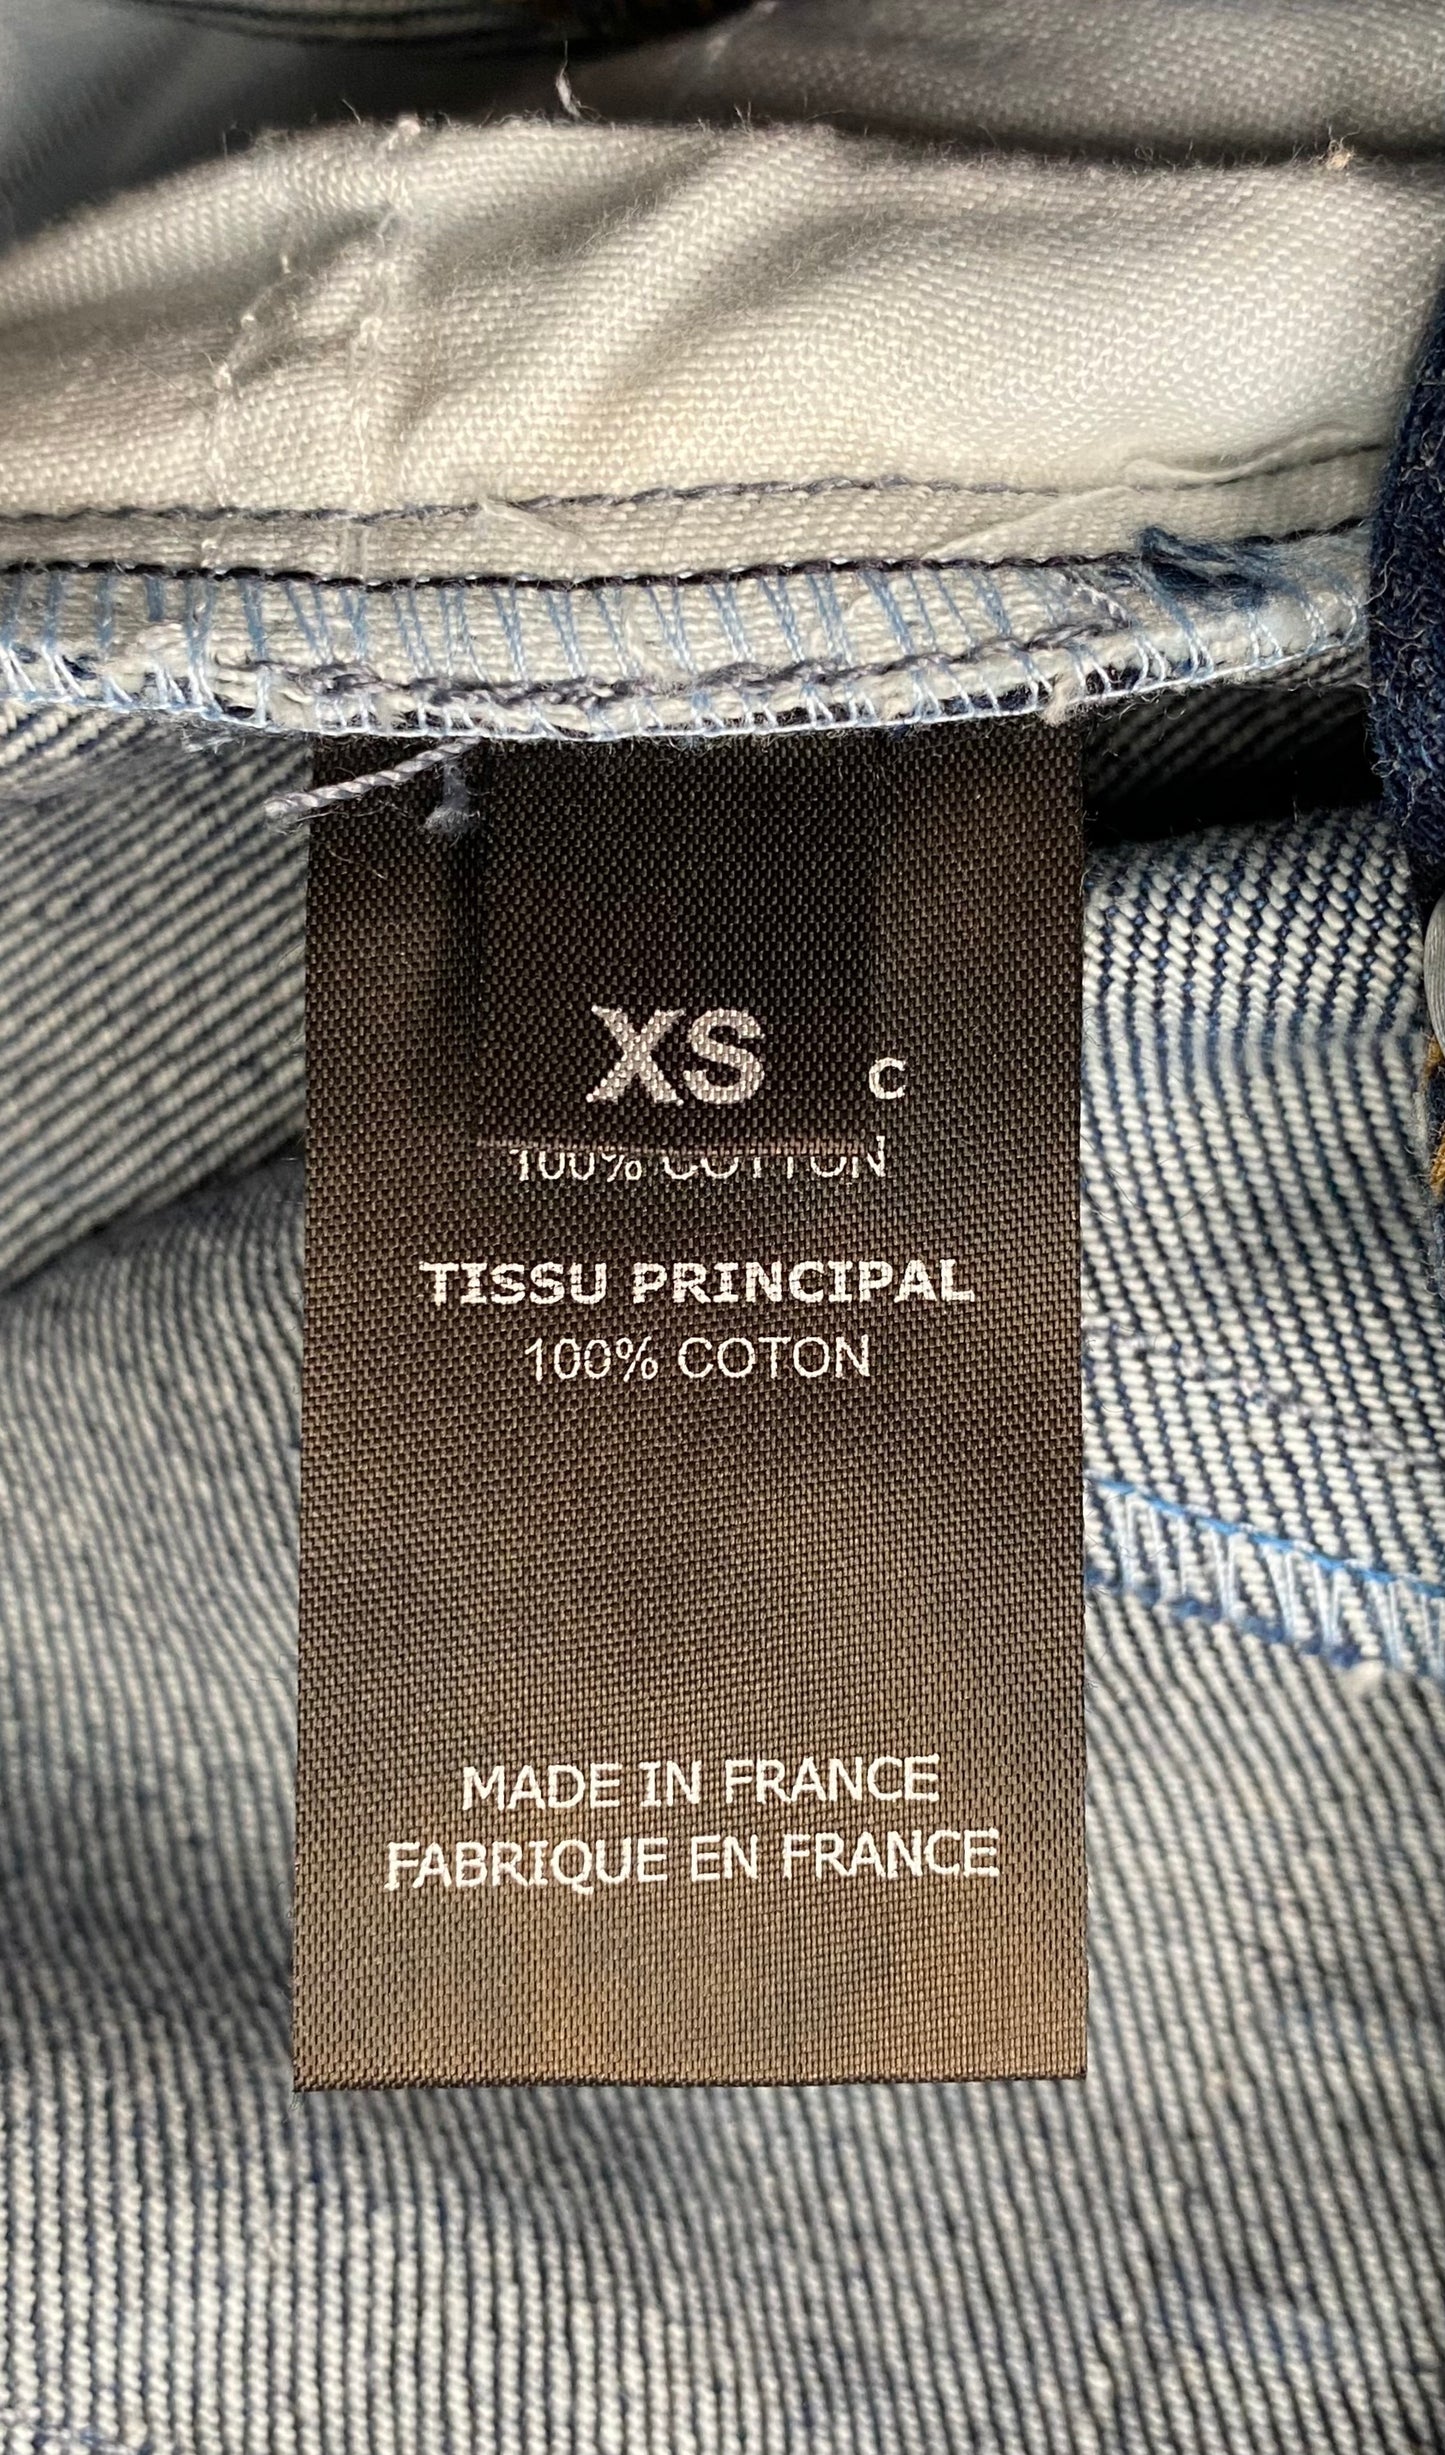 XS
C
100% COTTON
TISSU PRINCIPAL
100% COTON
MADE IN FRANCE
FABRIQUE EN FRANCE